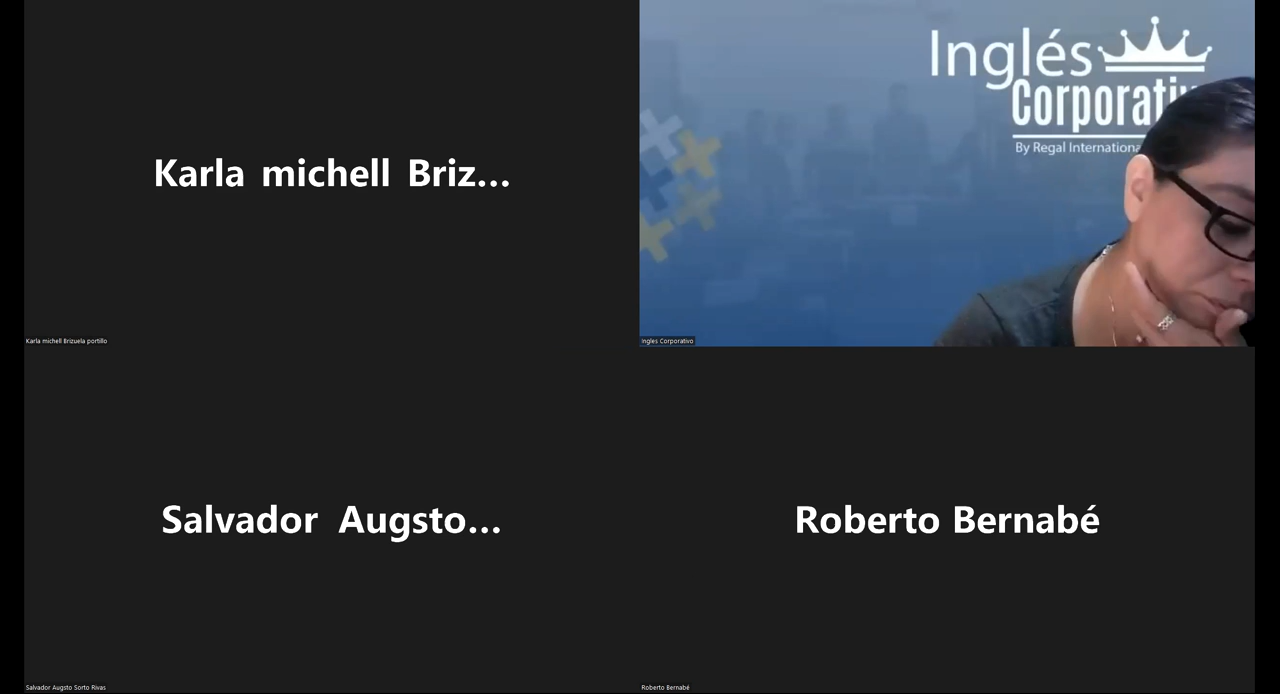 Karla michell Briz...
Karla michell Brizuela portillo
Inglés
Corporativ
By Regal Internationa
Ingles Corporativo
Salvador Augsto...
Salvador Augsto Sorto Rivas
Roberto Bernabé
Roberto Bernabé